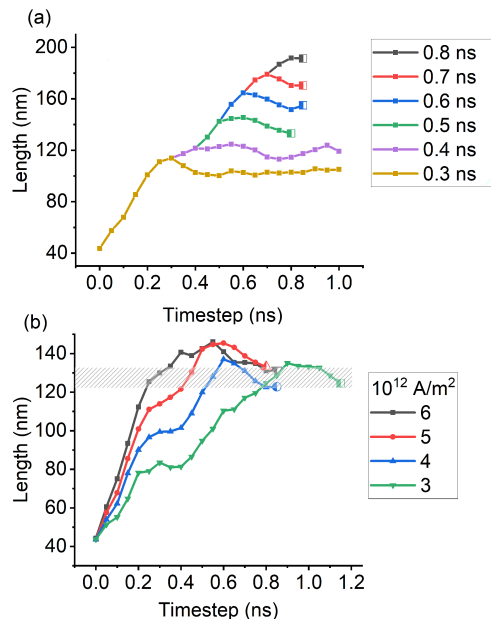 (a)
200
160
120
80
40
Length (nm)
0.0 0.2 0.4 0.6 0.8 1.0
Timestep (ns)
0.8 ns
0.7 ns
0.6 ns
0.5 ns
0.4 ns
0.3 ns
(b)
140
120
100
80
60
40
Length (nm)
0.0 0.2 0.4 0.6 0.8 1.0 1.2
Timestep (ns)
10¹² A/m²
6
5
4
3